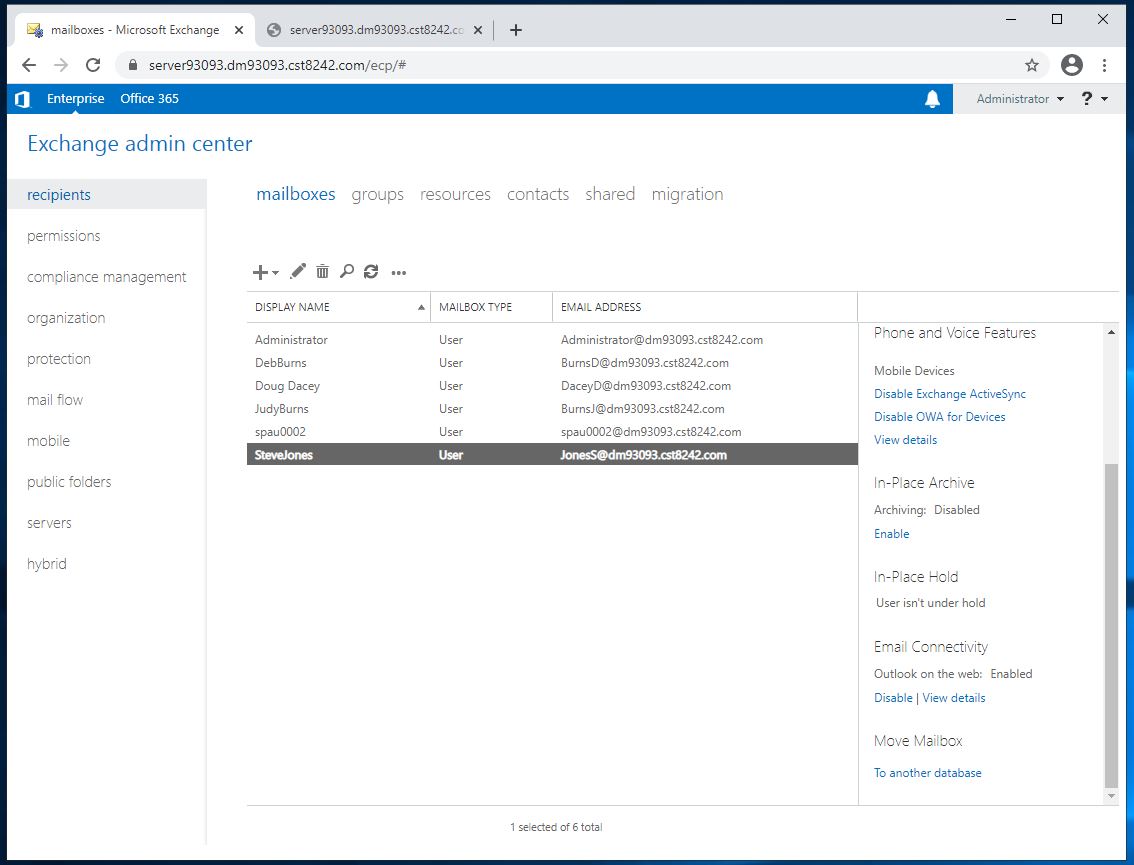 mailboxes - Microsoft Exchange
server93093.dm93093.cst8242.co
server93093.dm93093.cst8242.com/ecp/#
Enterprise Office 365
Administrator ?
Exchange admin center
recipients
permissions
compliance management
organization
protection
mail flow
mobile
public folders
servers
hybrid
mailboxes groups resources contacts shared migration
DISPLAY NAME MAILBOX TYPE EMAIL ADDRESS
Administrator User Administrator@dm93093.cst8242.com
DebBurns User BurnsD@dm93093.cst8242.com
Doug Dacey User DaceyD@dm93093.cst8242.com
JudyBurns User BurnsJ@dm93093.cst8242.com
spau0002 User spau0002@dm93093.cst8242.com
SteveJones User JonesS@dm93093.cst8242.com
Phone and Voice Features
Mobile Devices
Disable Exchange ActiveSync
Disable OWA for Devices
View details
In-Place Archive
Archiving: Disabled
Enable
In-Place Hold
User isn't under hold
Email Connectivity
Outlook on the web: Enabled
Disable | View details
Move Mailbox
To another database
1 selected of 6 total